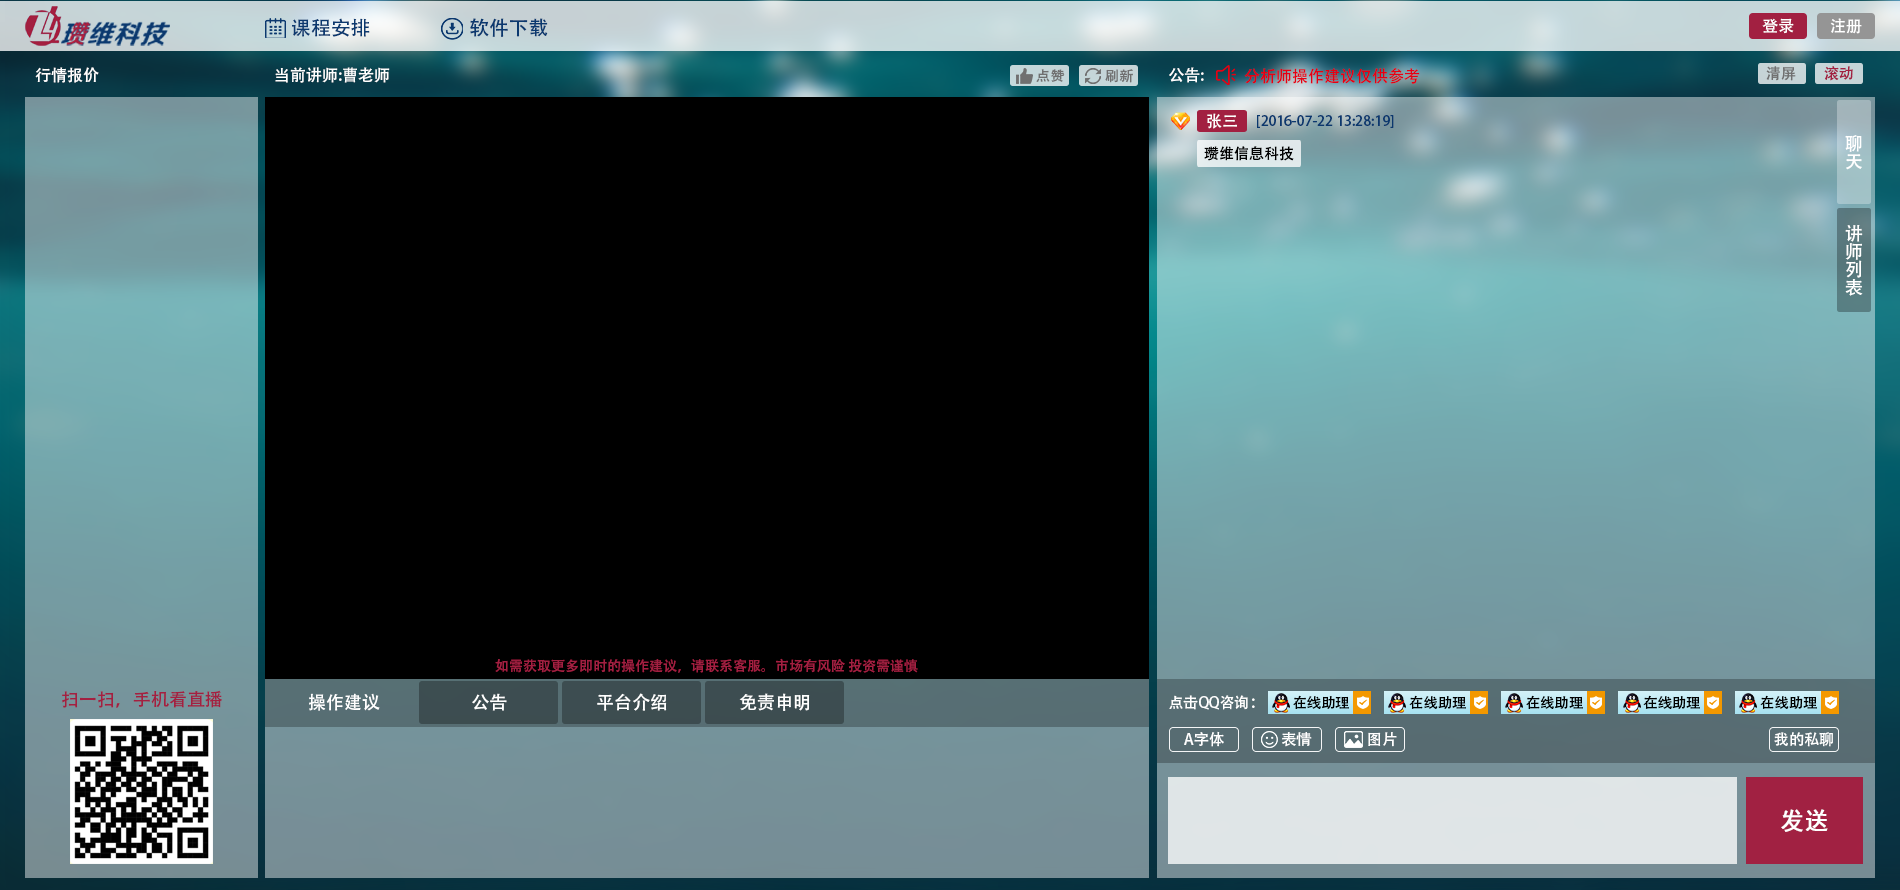 瓒维科技
课程安排
软件下载
登录
注册
行情报价
当前讲师:曹老师
点赞
刷新
公告:
分析师操作建议仅供参考
清屏
滚动
张三
[2016-07-22 13:28:19]
瓒维信息科技
聊天
讲师列表
如需获取更多即时的操作建议，请联系客服。市场有风险 投资需谨慎
扫一扫，手机看直播
操作建议
公告
平台介绍
免责申明
点击QQ咨询：
在线助理
在线助理
在线助理
在线助理
在线助理
A字体
表情
图片
我的私聊
发送